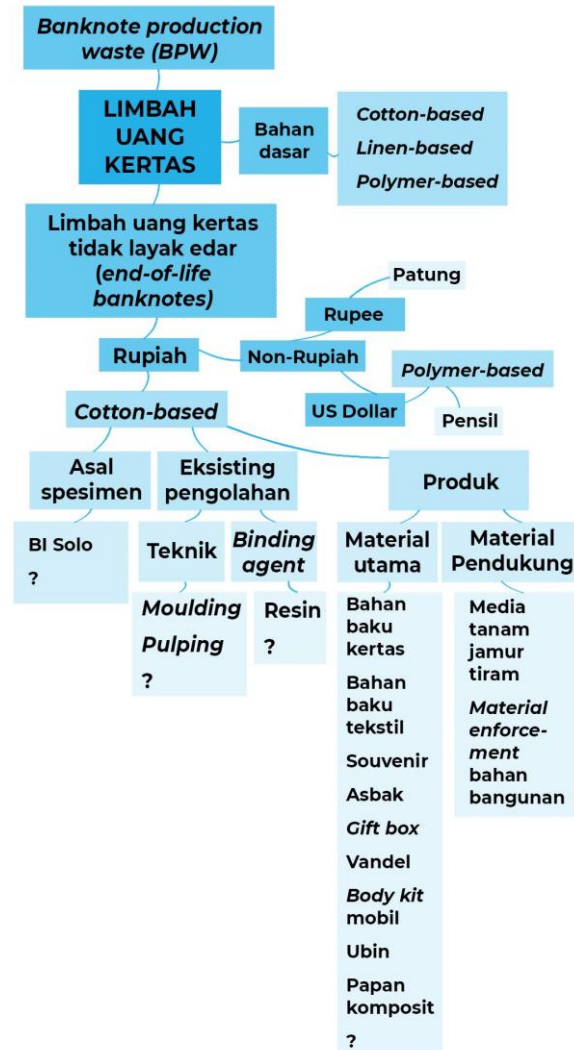 Banknote production
waste (BPW)
LIMBAH
UANG
KERTAS
Bahan
dasar
Cotton-based
Linen-based
Polymer-based
Limbah uang kertas
tidak layak edar
(end-of-life
banknotes)
Patung
Rupee
Rupiah
Non-Rupiah
Polymer-based
US Dollar
Pensil
Cotton-based
Asal
spesimen
BI Solo
?
Eksisting
pengolahan
Teknik
Moulding
Pulping
?
Binding
agent
Resin
?
Produk
Material
utama
Bahan
baku
kertas
Bahan
baku
tekstil
Souvenir
Asbak
Gift box
Vandel
Body kit
mobil
Ubin
Papan
komposit
?
Material
Pendukung
Media
tanam
jamur
tiram
Material
enforce-
ment
bahan
bangunan